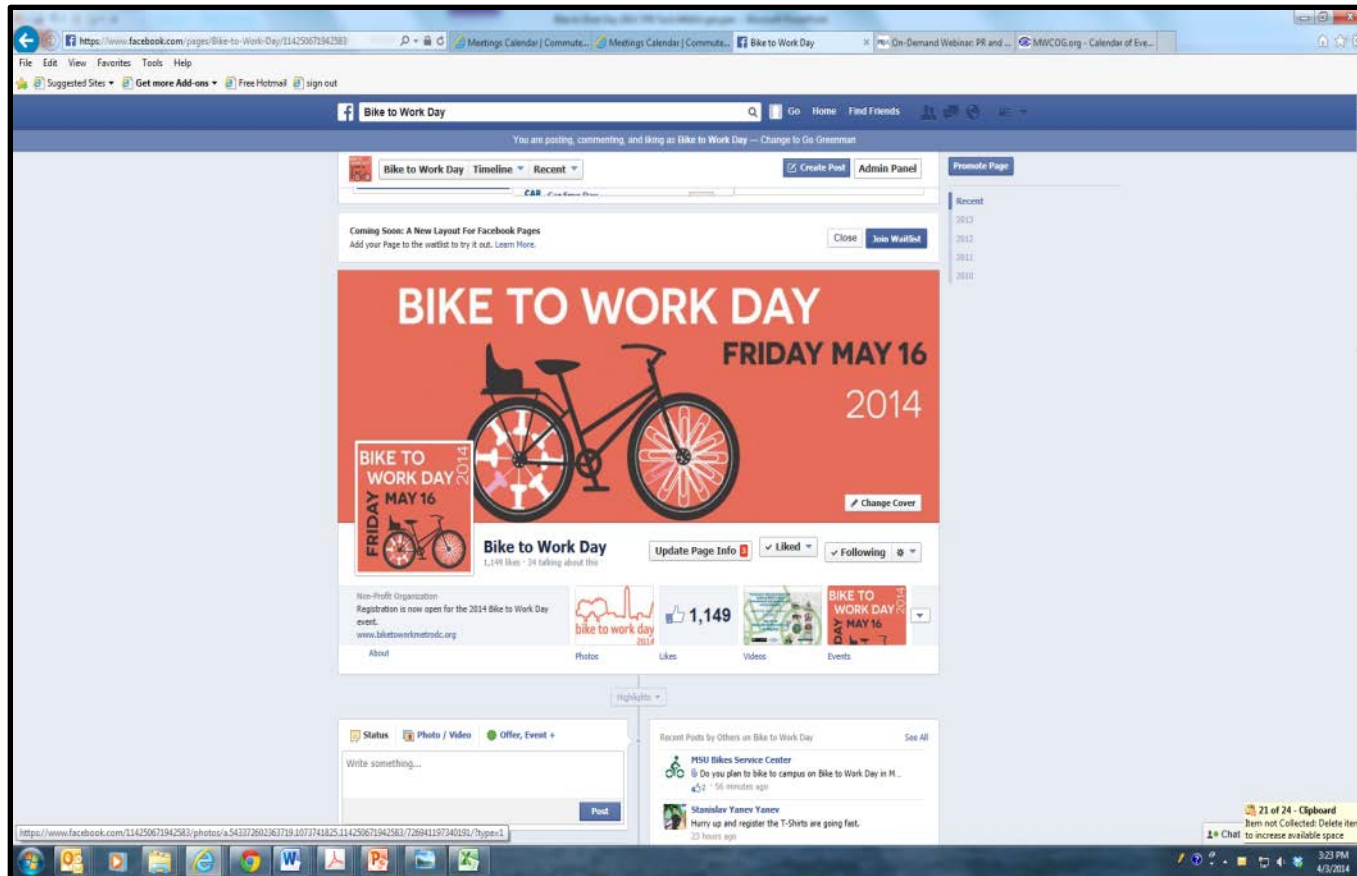 https://www.facebook.com/pages/Bike-to-Work-Day/114250671942583
Meetings Calendar | Commute...
Meetings Calendar | Commute...
Bike to Work Day
On-Demand Webinar: PR and ...
MWCOG.org - Calendar of Eve...
File Edit View Favorites Tools Help
Suggested Sites Get more Add-ons Free Hotmail sign out
Bike to Work Day
Go Home Find Friends
You are posting, commenting, and liking as Bike to Work Day — Change to Go Greenman
Bike to Work Day Timeline Recent
Create Post Admin Panel
Promote Page
Recent
2013
2012
2011
2010
Coming Soon: A New Layout For Facebook Pages
Add your Page to the waitlist to try it out. Learn More.
Close Join Waitlist
BIKE TO WORK DAY
FRIDAY MAY 16
2014
BIKE TO
WORK DAY
2014
FRIDAY
MAY 16
Change Cover
Bike to Work Day
1,149 likes · 34 talking about this
Update Page Info 3 Liked Following
Non-Profit Organization
Registration is now open for the 2014 Bike to Work Day
event.
www.biketoworkmetrodc.org
About
bike to work day
2014
Photos
1,149
Likes
Videos
BIKE TO
WORK DAY
2014
FRIDAY
MAY 16
Events
Highlights
Status Photo / Video Offer, Event +
Write something...
Post
Recent Posts by Others on Bike to Work Day See All
MSU Bikes Service Center
Do you plan to bike to campus on Bike to Work Day in M...
2 · 56 minutes ago
Stanislav Yanev Yanev
Hurry up and register the T-Shirts are going fast.
23 hours ago
https://www.facebook.com/114250671942583/photos/a.543372602363719.1073741825.114250671942583/726941197340191/?type=1
Chat
21 of 24 - Clipboard
Item not Collected: Delete item
to increase available space
3:23 PM
4/3/2014